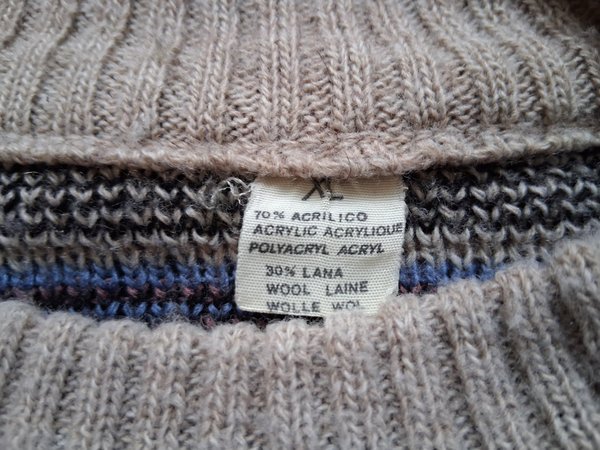 XL
70% ACRILICO
ACRYLIC ACRYLIQUE
POLYACRYL ACRYL
30% LANA
WOOL LAINE
WOLLE WOL